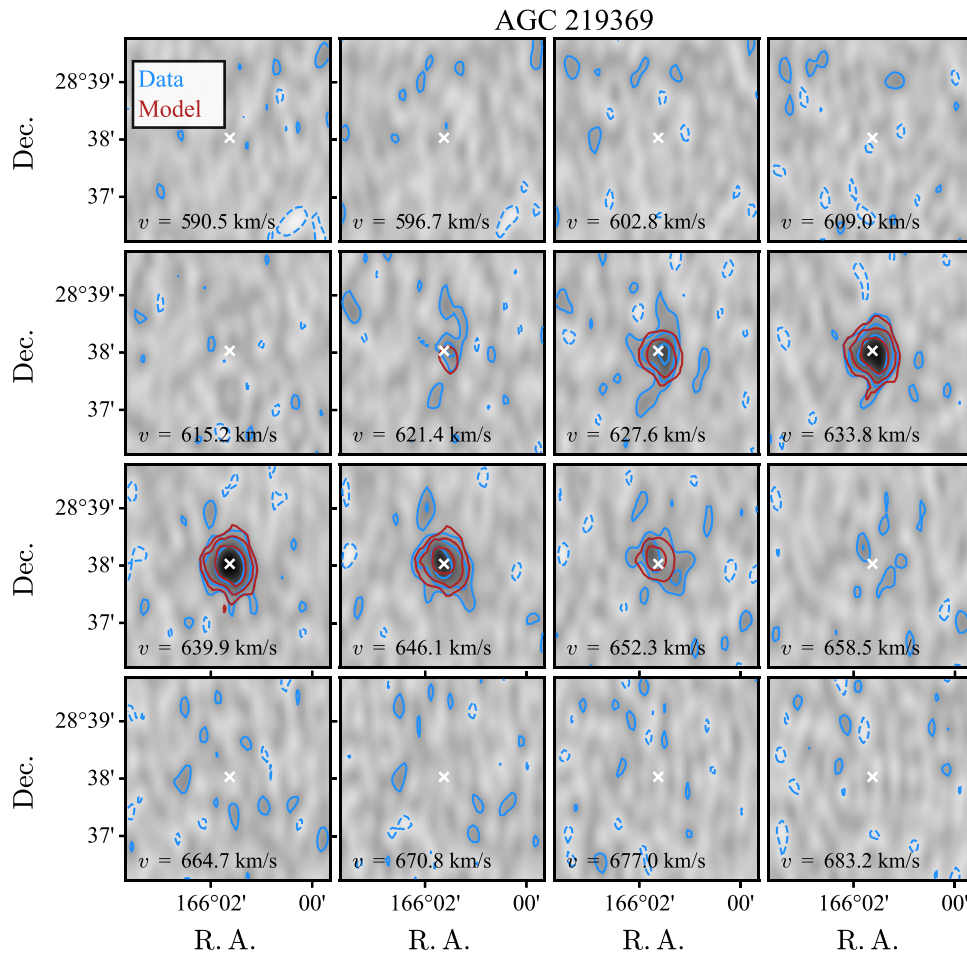 AGC 219369
Data
Model
Dec.
28°39'
38'
37'
v = 590.5 km/s
v = 596.7 km/s
v = 602.8 km/s
v = 609.0 km/s
Dec.
28°39'
38'
37'
v = 615.2 km/s
v = 621.4 km/s
v = 627.6 km/s
v = 633.8 km/s
Dec.
28°39'
38'
37'
v = 639.9 km/s
v = 646.1 km/s
v = 652.3 km/s
v = 658.5 km/s
Dec.
28°39'
38'
37'
v = 664.7 km/s
v = 670.8 km/s
v = 677.0 km/s
v = 683.2 km/s
166°02' 00' 166°02' 00' 166°02' 00' 166°02' 00'
R. A. R. A. R. A. R. A.